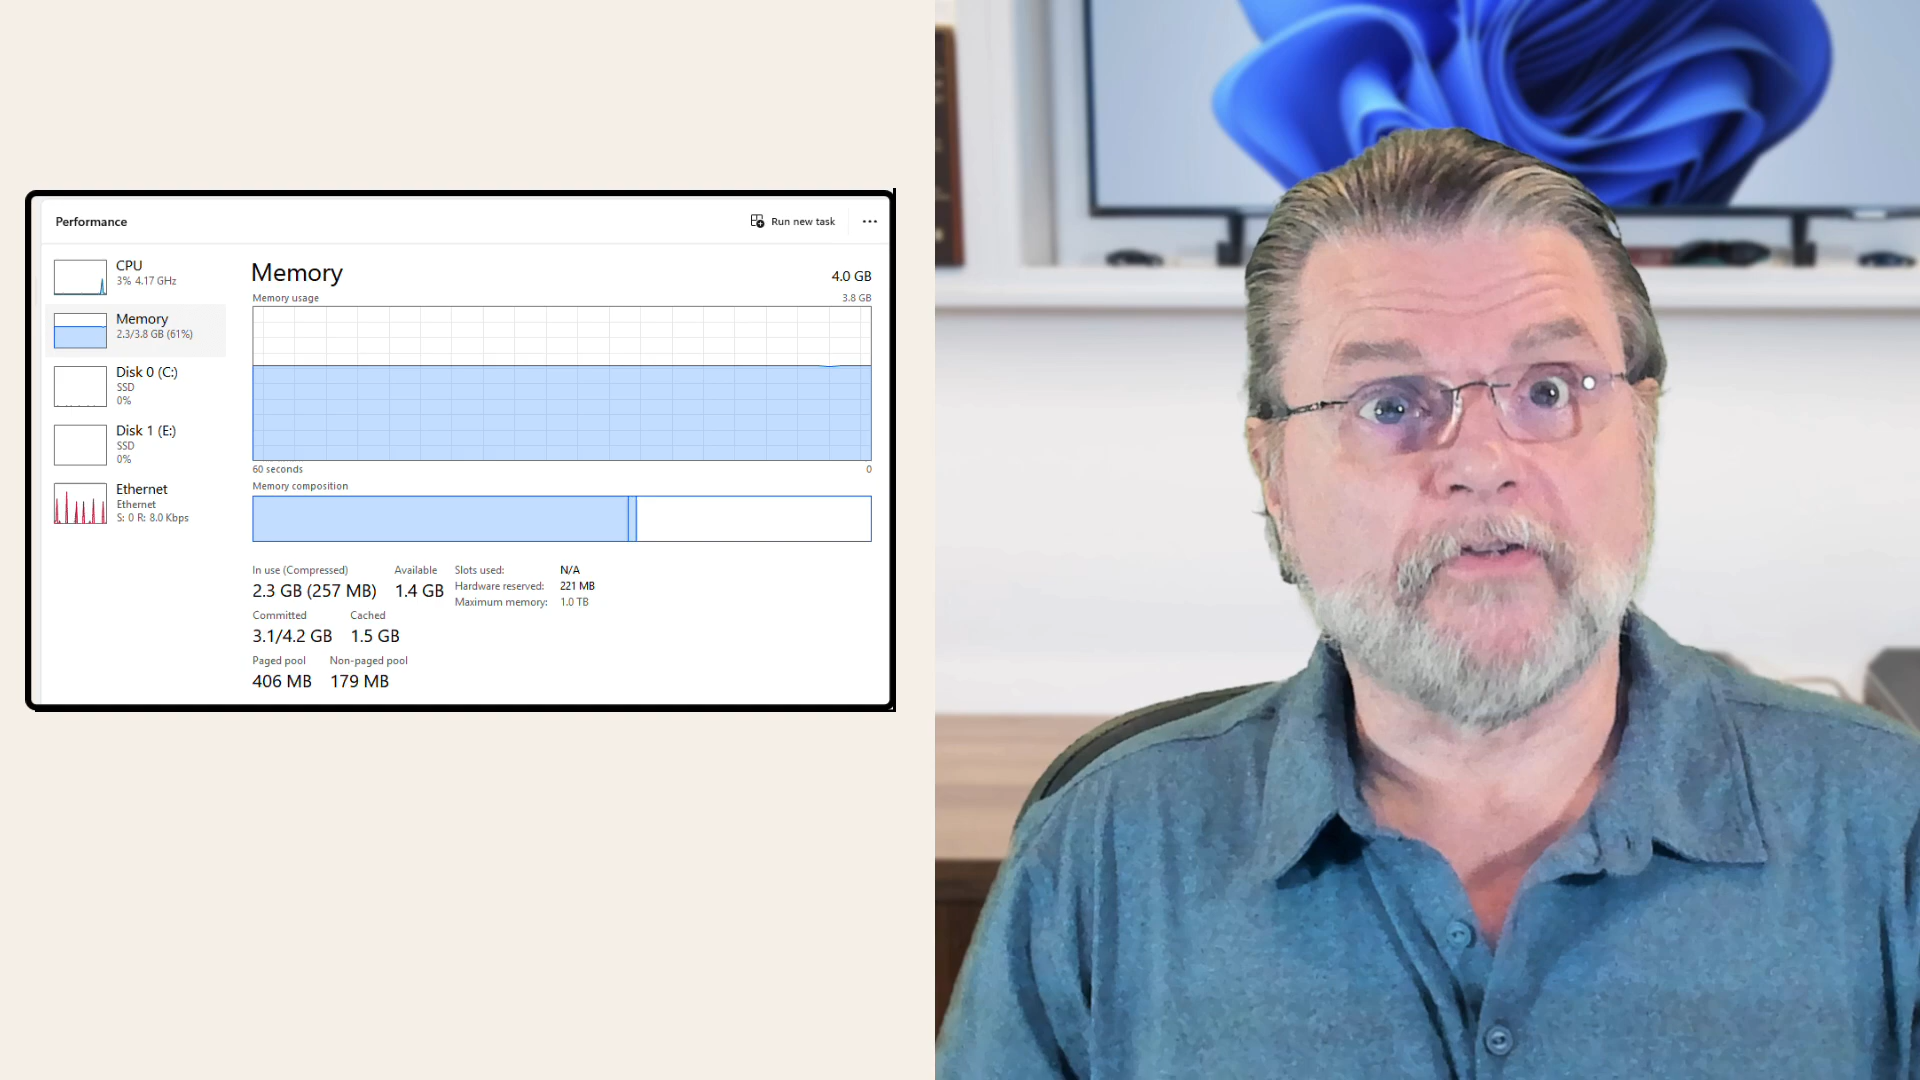 Performance
Run new task
CPU
3% 4.17 GHz
Memory
2.3/3.8 GB (61%)
Disk 0 (C:)
SSD
0%
Disk 1 (E:)
SSD
0%
Ethernet
Ethernet
S: 0 R: 8.0 Kbps
Memory
4.0 GB
Memory usage
3.8 GB
60 seconds
0
Memory composition
In use (Compressed)
2.3 GB (257 MB)
Available
1.4 GB
Committed
3.1/4.2 GB
Cached
1.5 GB
Paged pool
406 MB
Non-paged pool
179 MB
Slots used: N/A
Hardware reserved: 221 MB
Maximum memory: 1.0 TB